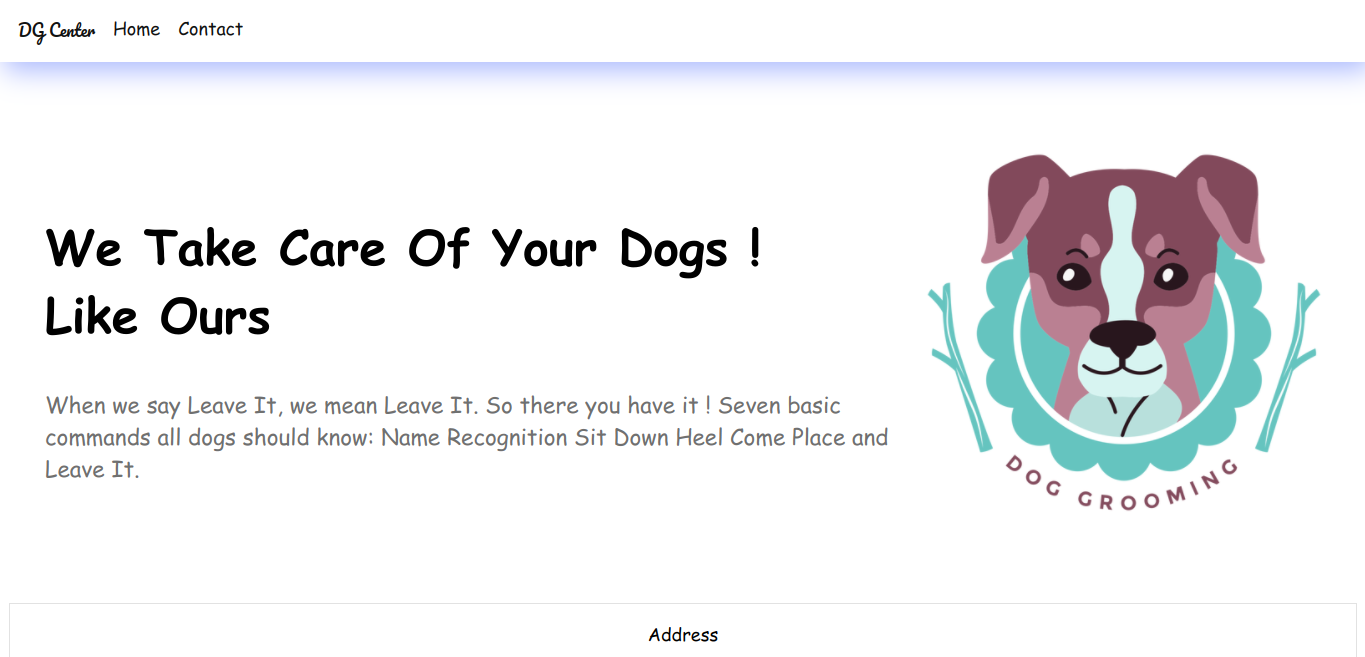 DG Center Home Contact
We Take Care Of Your Dogs !
Like Ours
When we say Leave It, we mean Leave It. So there you have it ! Seven basic
commands all dogs should know: Name Recognition Sit Down Heel Come Place and
Leave It.
DOG GROOMING
Address